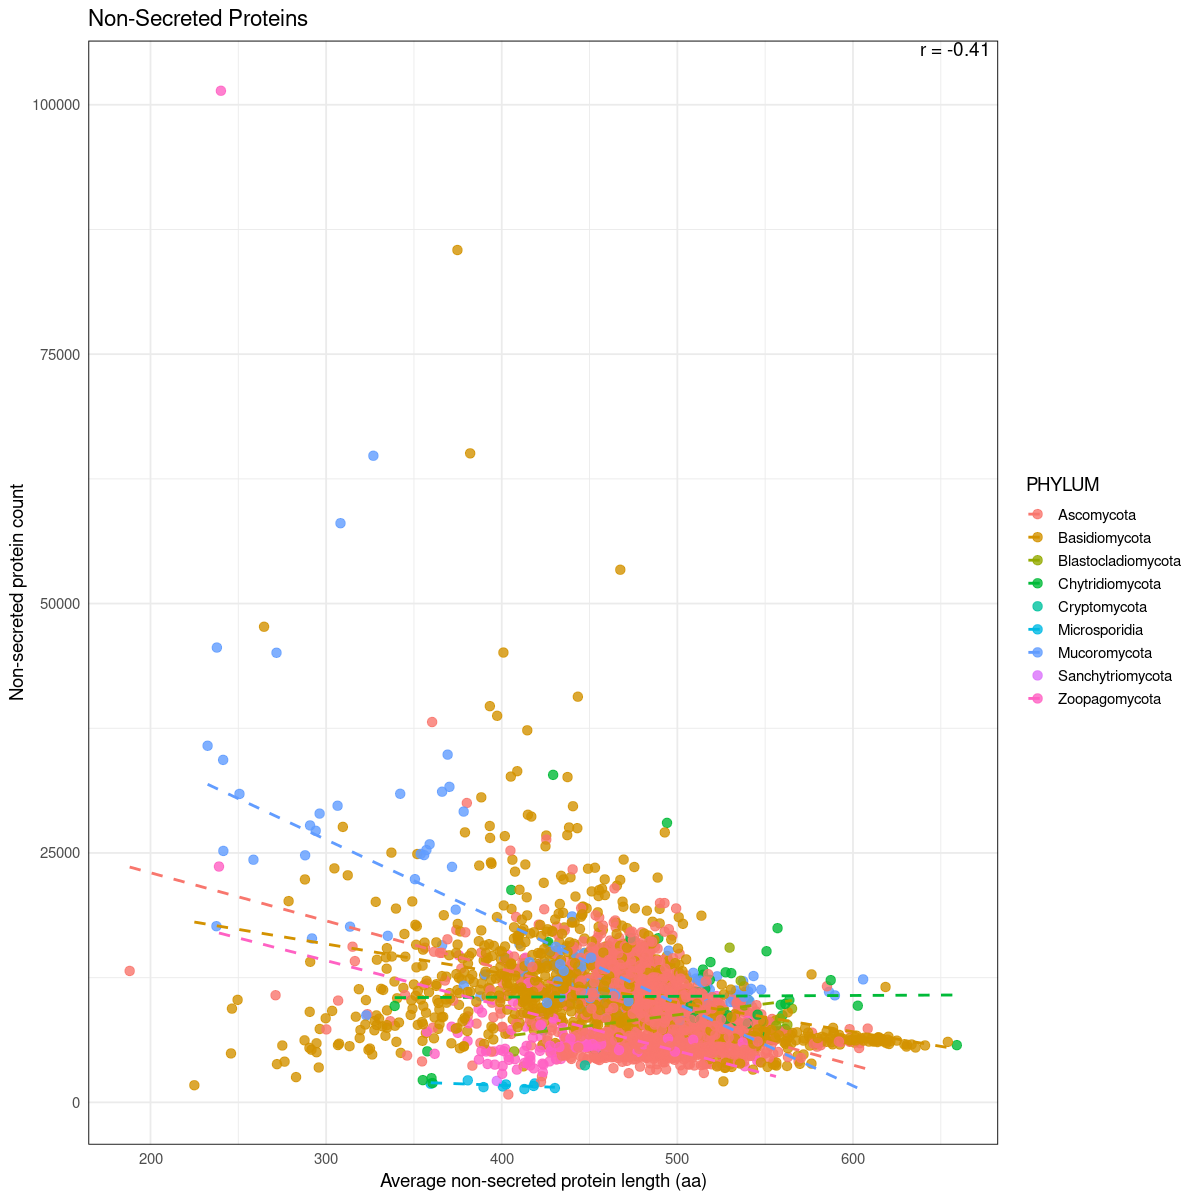 Non-Secreted Proteins
r = -0.41
100000
75000
50000
25000
0
Non-secreted protein count
200 300 400 500 600
Average non-secreted protein length (aa)
PHYLUM
Ascomycota
Basidiomycota
Blastocladiomycota
Chytridiomycota
Cryptomycota
Microsporidia
Mucoromycota
Sanchytriomycota
Zoopagomycota